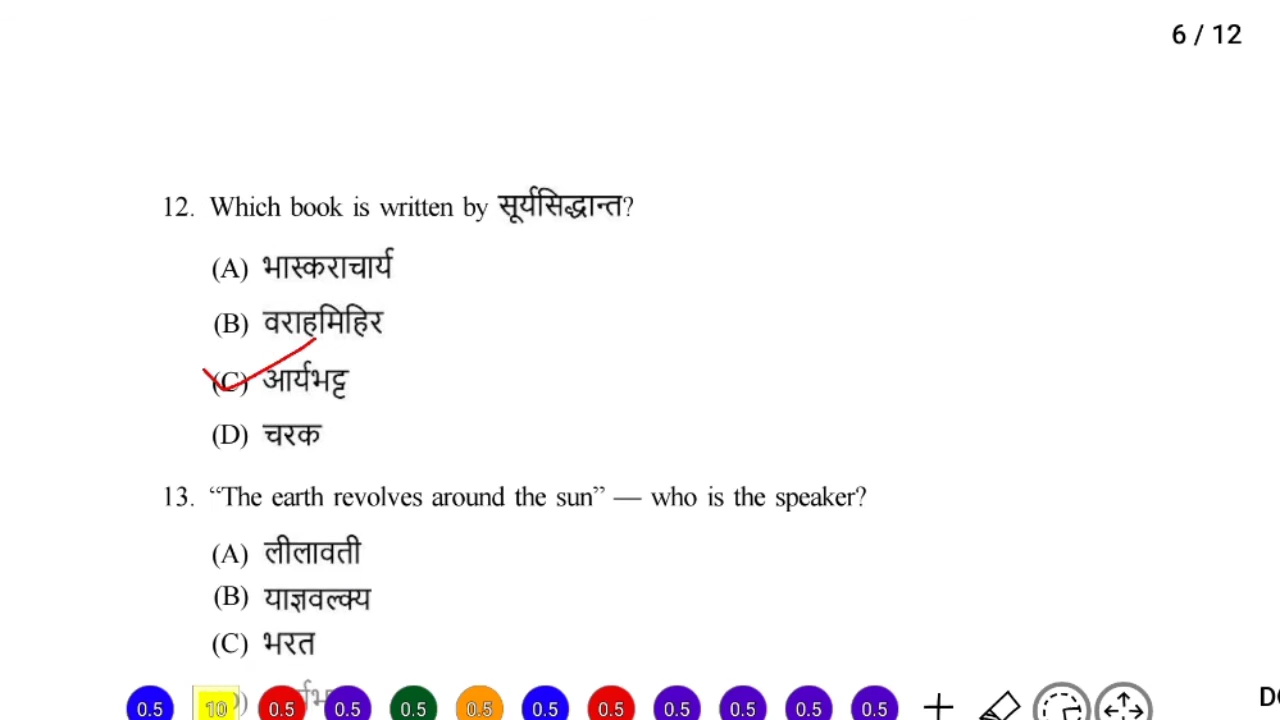 6 / 12
12. Which book is written by सूर्यसिद्धान्त?
(A) भास्कराचार्य
(B) वराहमिहिर
(C) आर्यभट्ट
(D) चरक
13. “The earth revolves around the sun” — who is the speaker?
(A) लीलावती
(B) याज्ञवल्क्य
(C) भरत
0.5 10 0.5 0.5 0.5 0.5 0.5 0.5 0.5 0.5 0.5 0.5